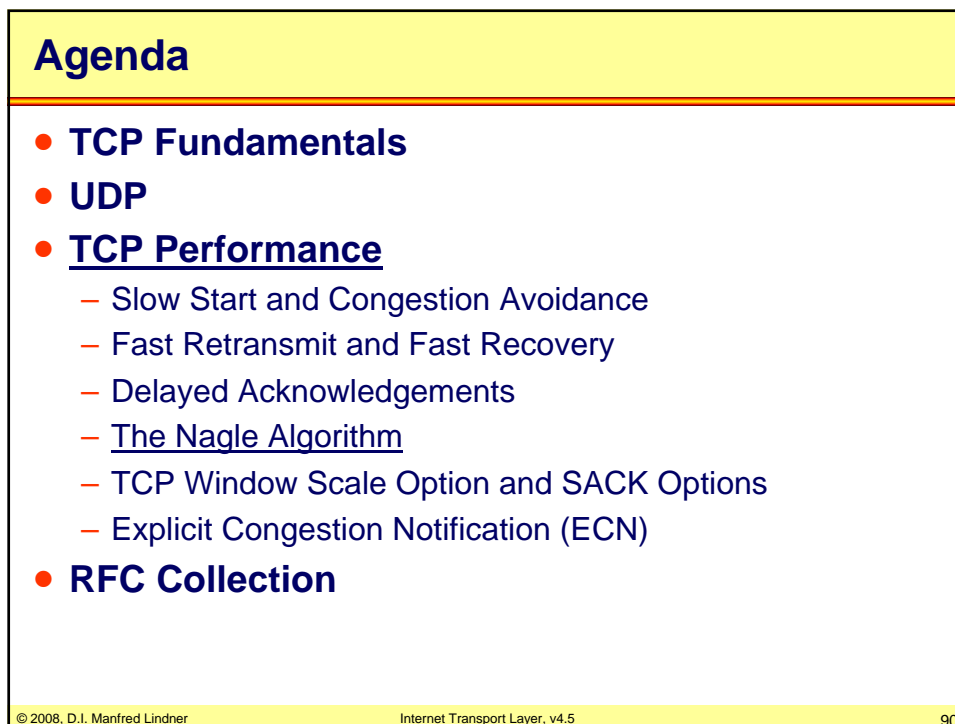 Agenda
• TCP Fundamentals
• UDP
• TCP Performance
– Slow Start and Congestion Avoidance
– Fast Retransmit and Fast Recovery
– Delayed Acknowledgements
– The Nagle Algorithm
– TCP Window Scale Option and SACK Options
– Explicit Congestion Notification (ECN)
• RFC Collection
© 2008, D.I. Manfred Lindner Internet Transport Layer, v4.5 90